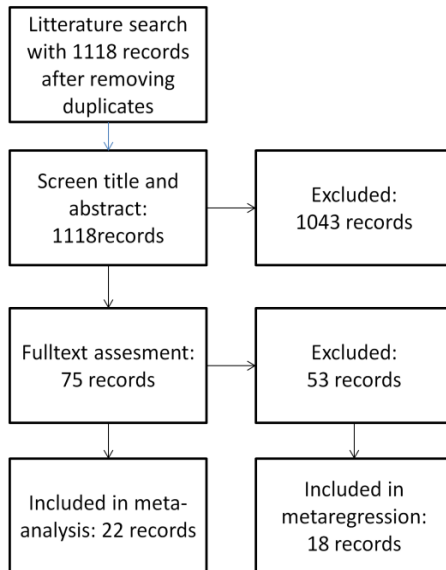 Litterature search
with 1118 records
after removing
duplicates
Screen title and
abstract:
1118records
Excluded:
1043 records
Fulltext assesment:
75 records
Excluded:
53 records
Included in meta-
analysis: 22 records
Included in
metaregression:
18 records